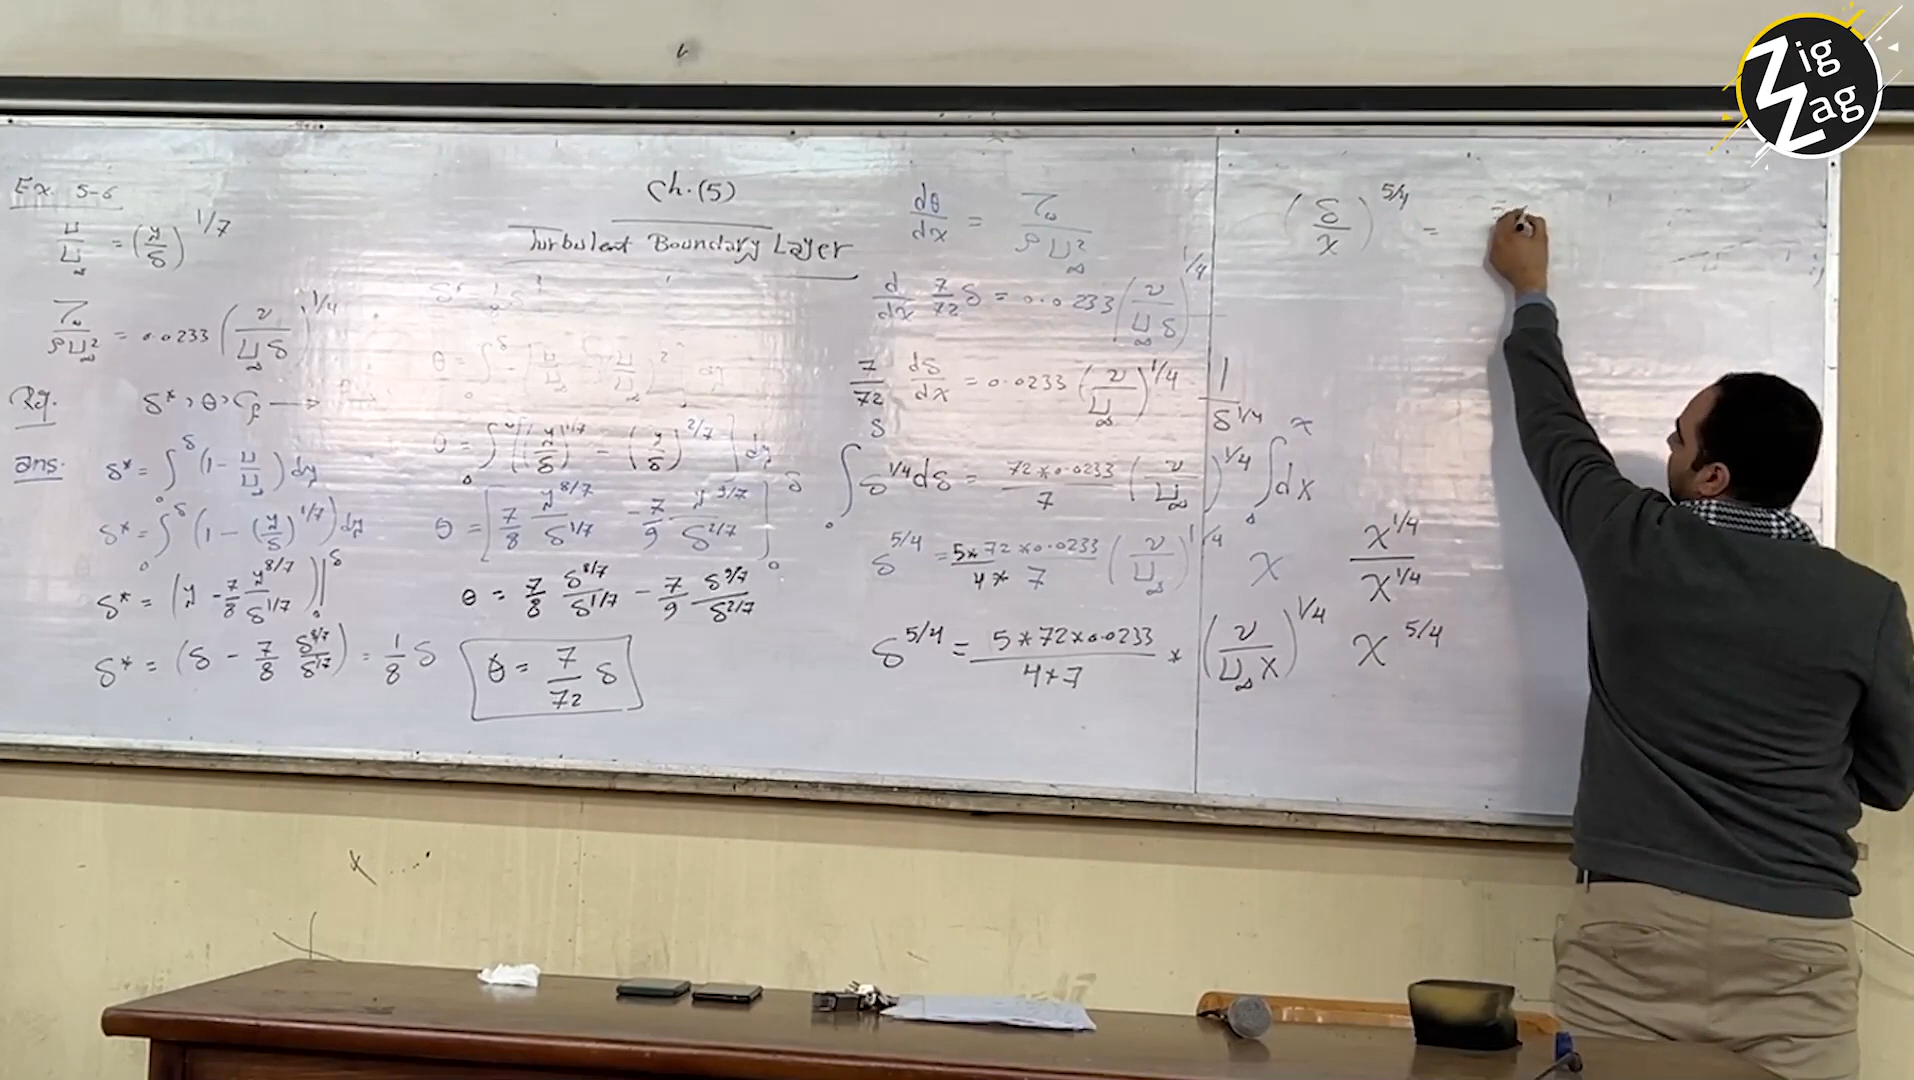 Zig Zag
Ex. 5-6
U/U∞ = (y/δ)^1/7
τw/ρU∞² = 0.0233 (ν/U∞δ)^1/4
Req. δ*, θ, Cf
ans. δ* = ∫₀^δ (1 - U/U∞) dy
δ* = ∫₀^δ (1 - (y/δ)^1/7) dy
δ* = (y - 7/8 y^8/7/δ^1/7)|₀^δ
δ* = (δ - 7/8 δ^8/7/δ^1/7) = 1/8 δ
Ch. (5)
Turbulent Boundary Layer
θ = ∫₀^δ [(y/δ)^1/7 - (y/δ)^2/7] dy
θ = [7/8 y^8/7/δ^1/7 - 7/9 y^9/7/δ^2/7]₀^δ
θ = 7/8 δ^8/7/δ^1/7 - 7/9 δ^9/7/δ^2/7
θ = 7/72 δ
dθ/dx = τw/ρU∞²
d/dx 7/72 δ = 0.0233 (ν/U∞δ)^1/4
7/72 dδ/dx = 0.0233 (ν/U∞)^1/4 · 1/δ^1/4
∫₀^δ δ^1/4 dδ = 72*0.0233/7 (ν/U∞)^1/4 ∫₀^x dx
δ^5/4 = 5*72*0.0233/4*7 (ν/U∞)^1/4 x x^1/4/x^1/4
δ^5/4 = 5*72*0.0233/4*7 * (ν/U∞x)^1/4 x^5/4
(δ/x)^5/4 =